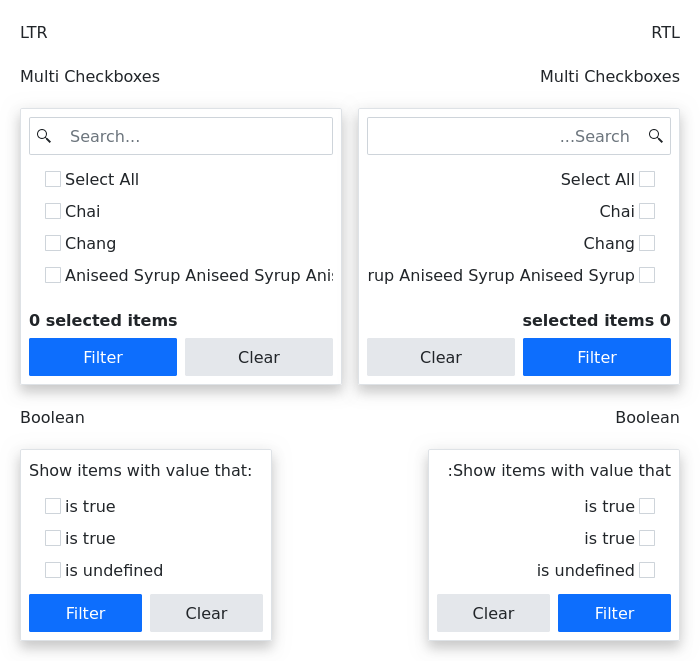 LTR
Multi Checkboxes
Search...
Select All
Chai
Chang
Aniseed Syrup Aniseed Syrup
0 selected items
Filter Clear
Boolean
Show items with value that:
is true
is true
is undefined
Filter Clear
RTL
Multi Checkboxes
...Search
Select All
Chai
Chang
Aniseed Syrup Aniseed Syrup
selected items 0
Clear Filter
Boolean
:Show items with value that
is true
is true
is undefined
Clear Filter